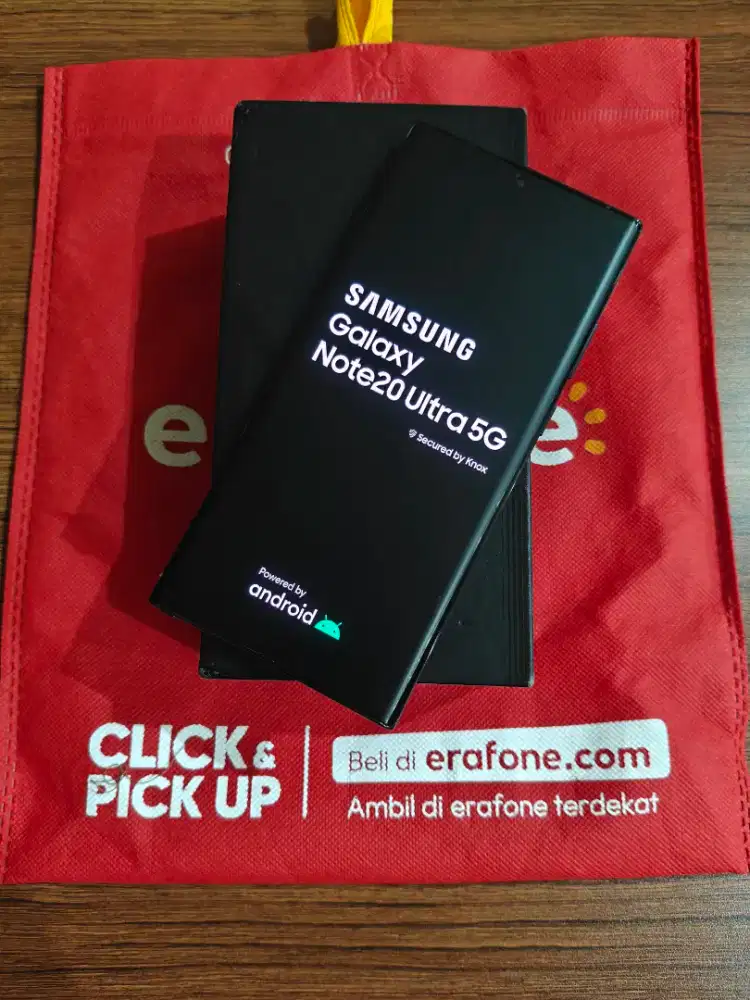 SAMSUNG
Galaxy
Note20 Ultra 5G
Secured by Knox
Powered by
android
e
e
CLICK &
PICK UP
Beli di erafone.com
Ambil di erafone terdekat